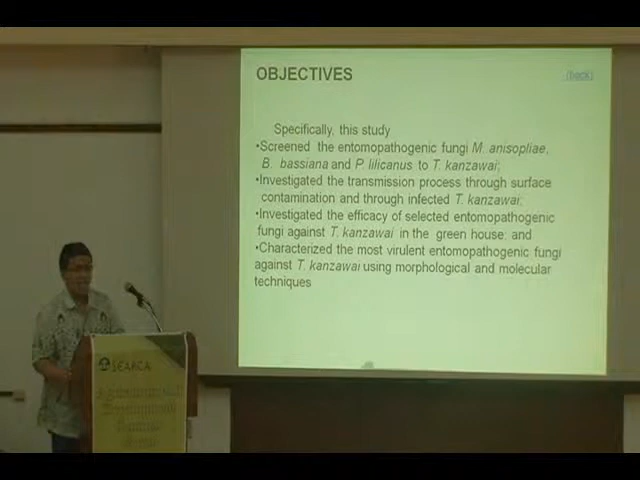 OBJECTIVES
(back)
Specifically, this study
•Screened the entomopathogenic fungi M. anisopliae,
B. bassiana and P. lilicanus to T. kanzawai;
•Investigated the transmission process through surface
contamination and through infected T. kanzawai;
•Investigated the efficacy of selected entomopathogenic
fungi against T. kanzawai in the green house; and
•Characterized the most virulent entomopathogenic fungi
against T. kanzawai using morphological and molecular
techniques
SEARCA